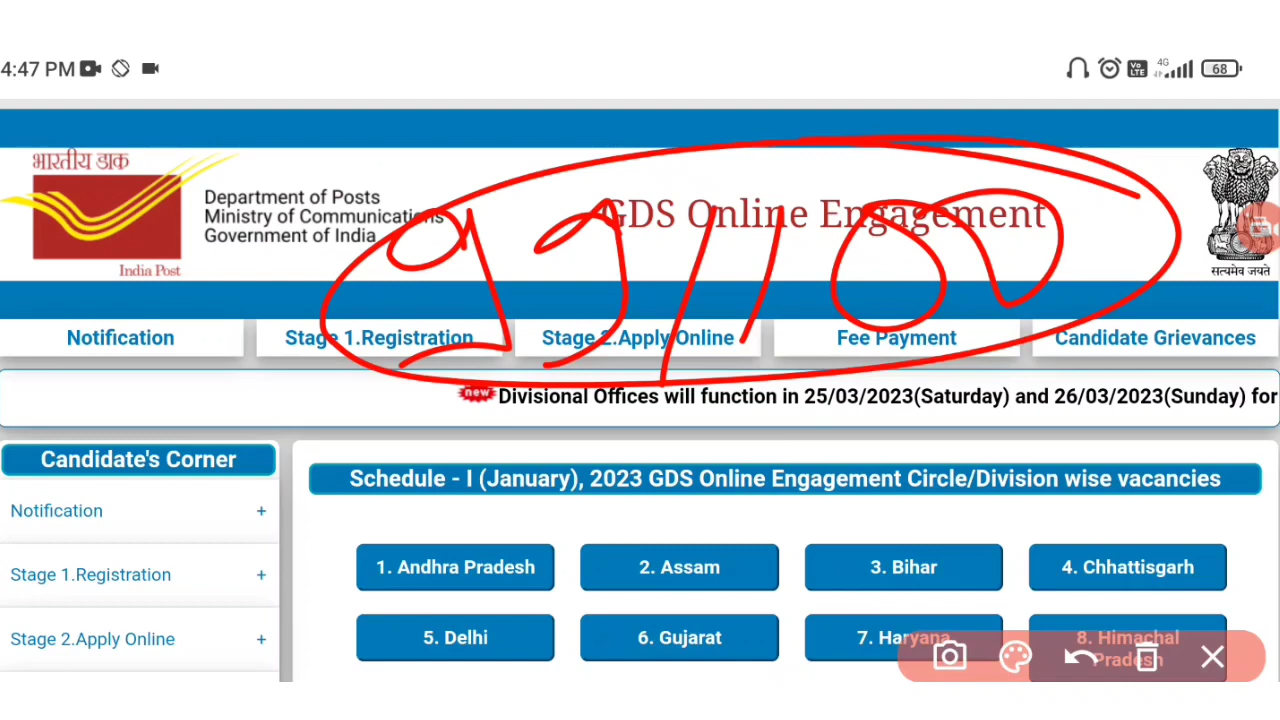 4:47 PM
4G
Vo LTE
68
भारतीय डाक
India Post
Department of Posts
Ministry of Communications
Government of India
GDS Online Engagement
सत्यमेव जयते
Notification
Stage 1.Registration
Stage 2.Apply Online
Fee Payment
Candidate Grievances
new Divisional Offices will function in 25/03/2023(Saturday) and 26/03/2023(Sunday) for
Candidate's Corner
Notification +
Stage 1.Registration +
Stage 2.Apply Online +
Schedule - I (January), 2023 GDS Online Engagement Circle/Division wise vacancies
1. Andhra Pradesh
2. Assam
3. Bihar
4. Chhattisgarh
5. Delhi
6. Gujarat
7. Haryana
8. Himachal Pradesh